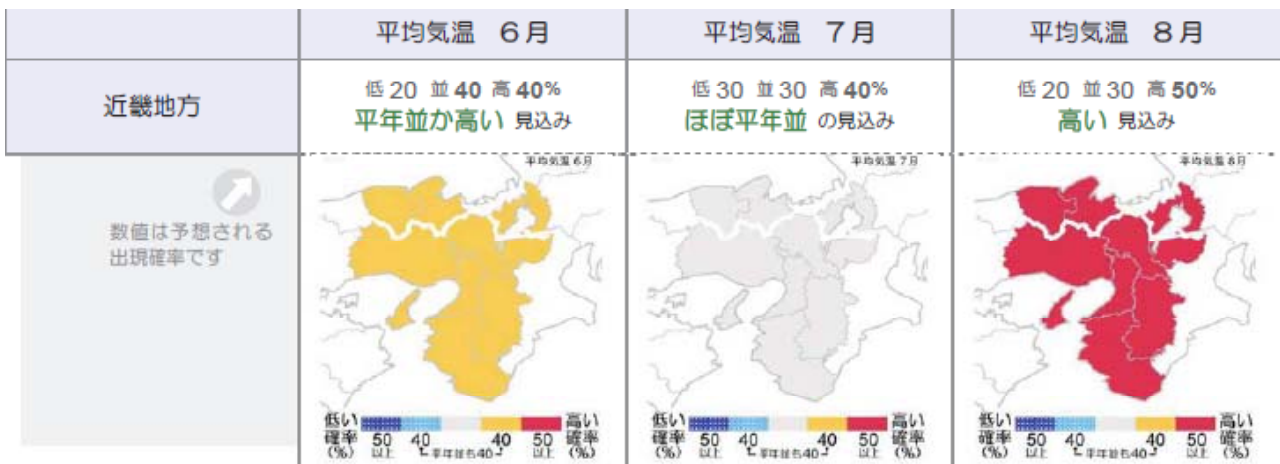 平均気温 6月
平均気温 7月
平均気温 8月
近畿地方
低20 並40 高40%
平年並か高い 見込み
低30 並30 高40%
ほぼ平年並 の見込み
低20 並30 高50%
高い 見込み
数値は予想される
出現確率です
平均気温 6月
平均気温 7月
平均気温 8月
低い 高い
確率 50 40 40 50 確率
(%) 以上 平年並も40 以上 (%)
低い 高い
確率 50 40 40 50 確率
(%) 以上 平年並も40 以上 (%)
低い 高い
確率 50 40 40 50 確率
(%) 以上 平年並も40 以上 (%)